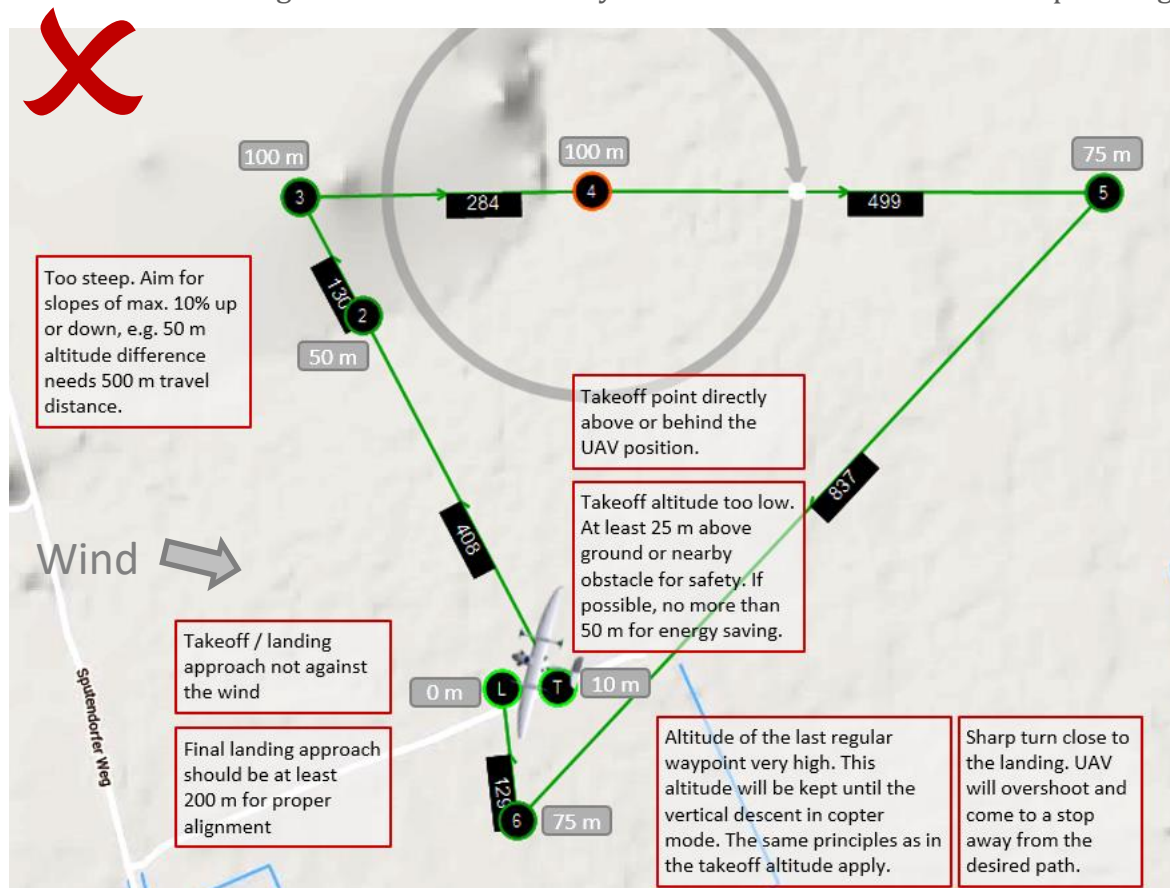 100 m
100 m
75 m
3
4
5
284
499
Too steep. Aim for
slopes of max. 10% up
or down, e.g. 50 m
altitude difference
needs 500 m travel
distance.
130
2
50 m
Takeoff point directly
above or behind the
UAV position.
Takeoff altitude too low.
At least 25 m above
ground or nearby
obstacle for safety. If
possible, no more than
50 m for energy saving.
837
408
Wind
Takeoff / landing
approach not against
the wind
Sputendorfer Weg
0 m
L
T
10 m
Final landing approach
should be at least
200 m for proper
alignment
129
6
75 m
Altitude of the last regular
waypoint very high. This
altitude will be kept until the
vertical descent in copter
mode. The same principles as in
the takeoff altitude apply.
Sharp turn close to
the landing. UAV
will overshoot and
come to a stop
away from the
desired path.